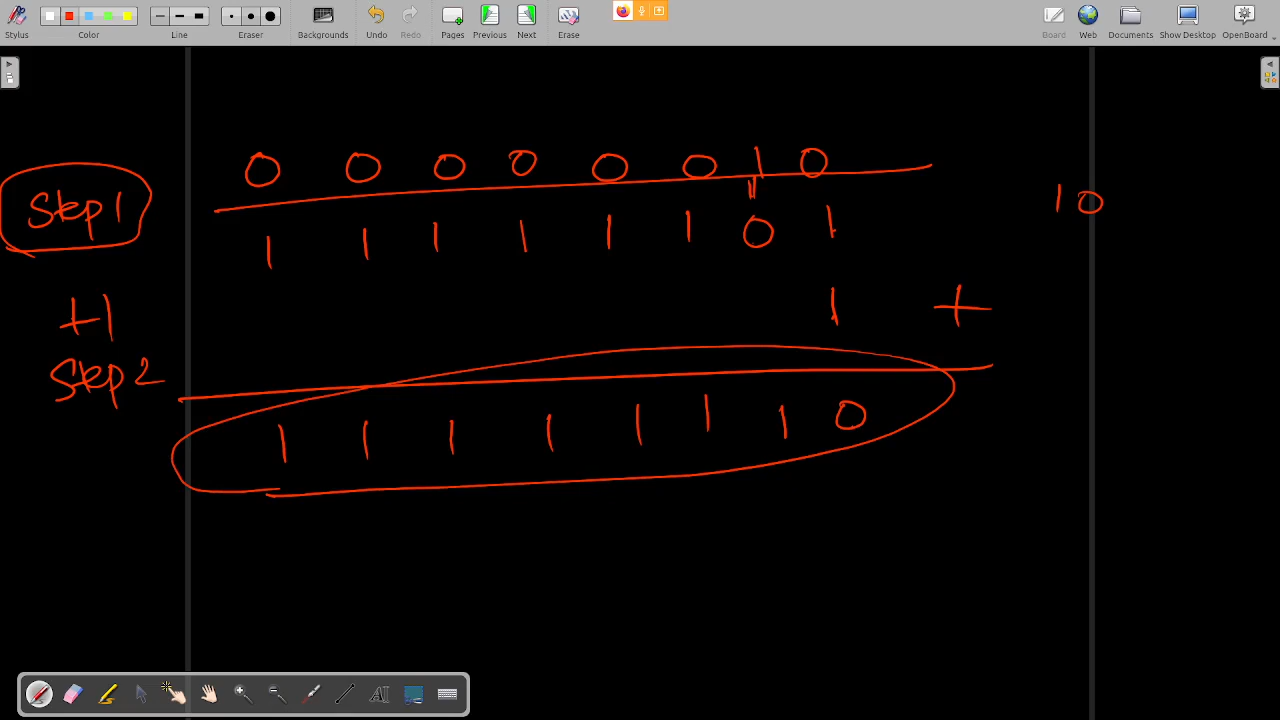 Stylus Color Line Eraser Backgrounds Undo Redo Pages Previous Next Erase Board Web Documents Show Desktop OpenBoard
0 0 0 0 0 0 1 0
Step 1
1 0
1 1 1 1 1 1 0 1
+1
1 +
Step 2
1 1 1 1 1 1 1 0